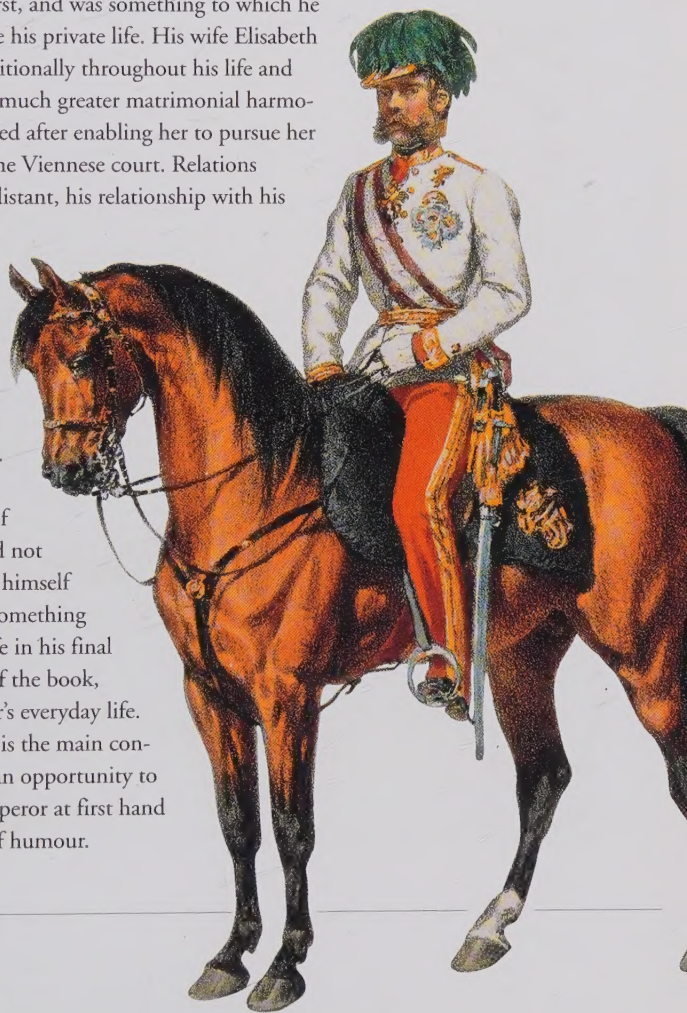 rst, and was something to which he
e his private life. His wife Elisabeth
itionally throughout his life and
much greater matrimonial harmo-
ed after enabling her to pursue her
ne Viennese court. Relations
listant, his relationship with his
f
d not
himself
omething
e in his final
f the book,
r's everyday life.
is the main con-
an opportunity to
peror at first hand
f humour.